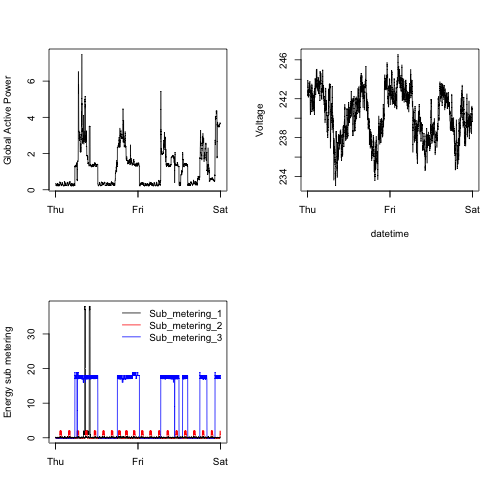 Global Active Power
0 2 4 6
Thu Fri Sat
Voltage
234 238 242 246
Thu Fri Sat
datetime
Energy sub metering
0 10 20 30
Sub_metering_1
Sub_metering_2
Sub_metering_3
Thu Fri Sat